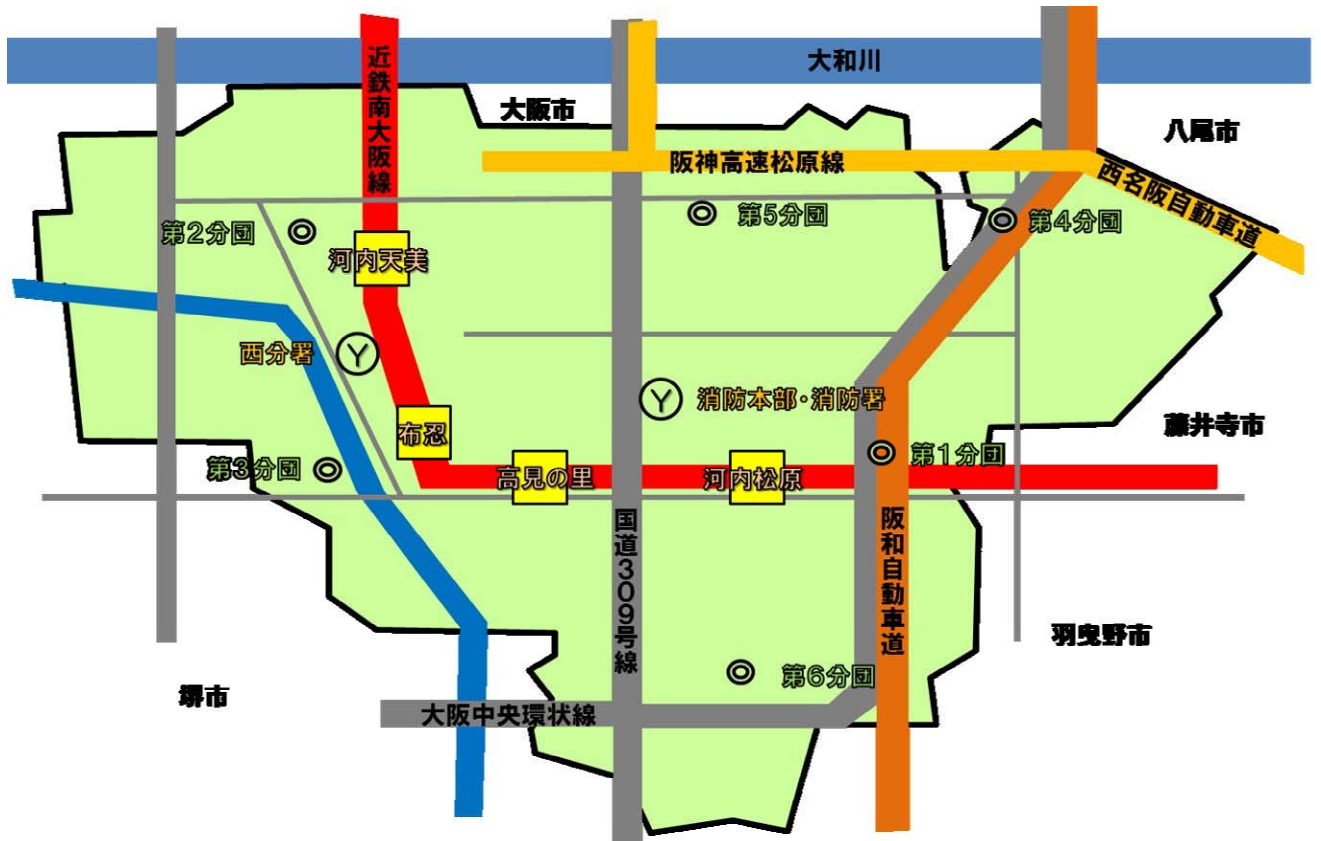 近鉄南大阪線
大和川
大阪市
八尾市
阪神高速松原線
西名阪自動車道
第2分団
第5分団
第4分団
河内天美
西分署
Y
Y
消防本部・消防署
布忍
藤井寺市
第3分団
高見の里
河内松原
第1分団
国道309号線
阪和自動車道
羽曳野市
第6分団
堺市
大阪中央環状線